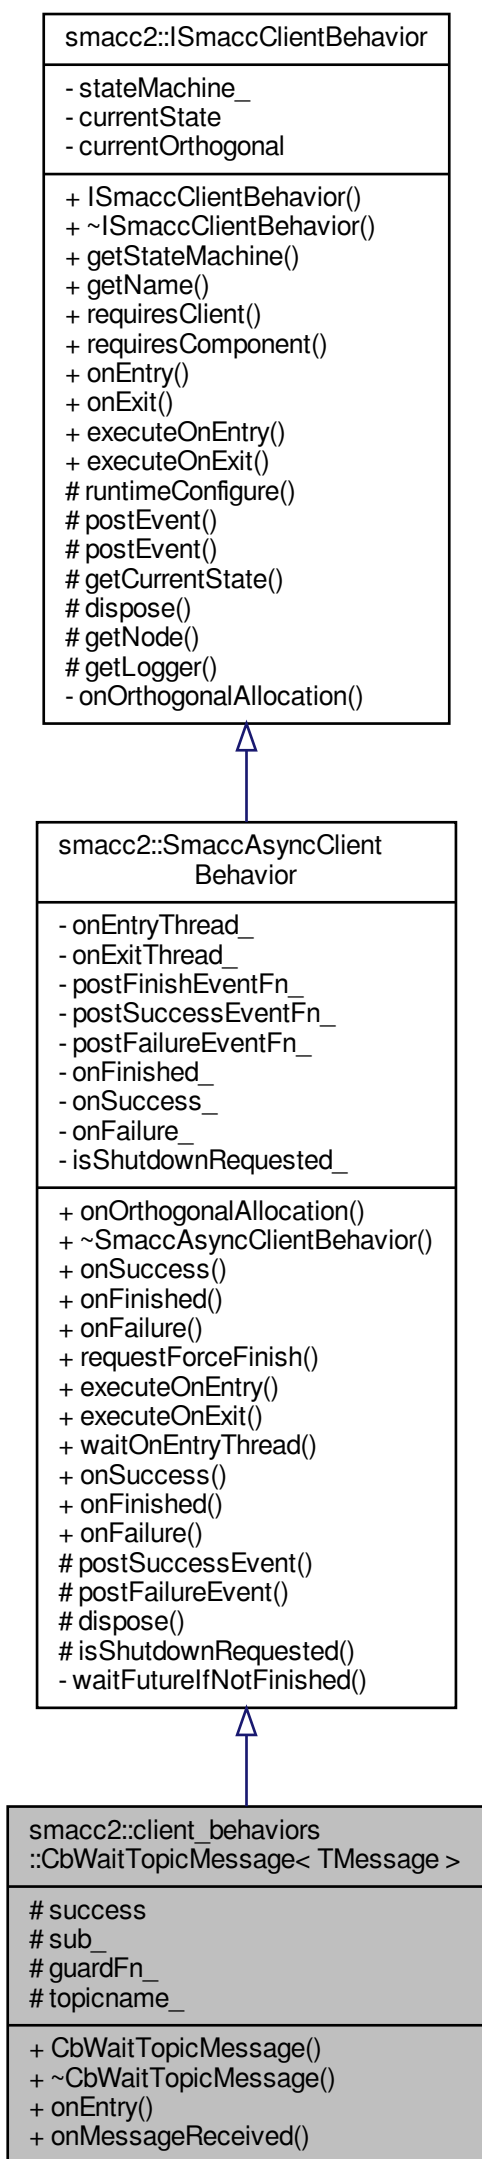 smacc2::ISmaccClientBehavior
- stateMachine_
- currentState
- currentOrthogonal
+ ISmaccClientBehavior()
+ ~ISmaccClientBehavior()
+ getStateMachine()
+ getName()
+ requiresClient()
+ requiresComponent()
+ onEntry()
+ onExit()
+ executeOnEntry()
+ executeOnExit()
# runtimeConfigure()
# postEvent()
# postEvent()
# getCurrentState()
# dispose()
# getNode()
# getLogger()
- onOrthogonalAllocation()
smacc2::SmaccAsyncClient
Behavior
- onEntryThread_
- onExitThread_
- postFinishEventFn_
- postSuccessEventFn_
- postFailureEventFn_
- onFinished_
- onSuccess_
- onFailure_
- isShutdownRequested_
+ onOrthogonalAllocation()
+ ~SmaccAsyncClientBehavior()
+ onSuccess()
+ onFinished()
+ onFailure()
+ requestForceFinish()
+ executeOnEntry()
+ executeOnExit()
+ waitOnEntryThread()
+ onSuccess()
+ onFinished()
+ onFailure()
# postSuccessEvent()
# postFailureEvent()
# dispose()
# isShutdownRequested()
- waitFutureIfNotFinished()
smacc2::client_behaviors
::CbWaitTopicMessage< TMessage >
# success
# sub_
# guardFn_
# topicname_
+ CbWaitTopicMessage()
+ ~CbWaitTopicMessage()
+ onEntry()
+ onMessageReceived()